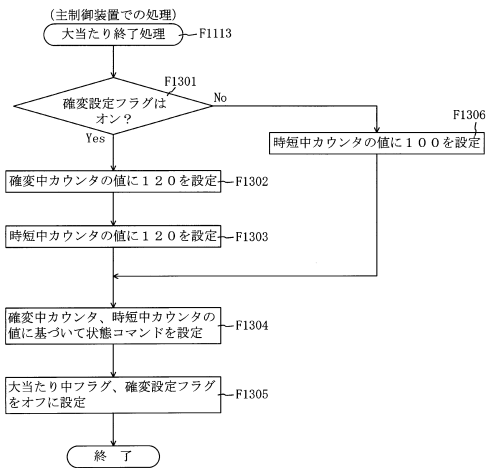 (主制御装置での処理)
大当たり終了処理
F1113
F1301
確変設定フラグは
オン？
No
Yes
F1306
時短中カウンタの値に１００を設定
確変中カウンタの値に１２０を設定
F1302
時短中カウンタの値に１２０を設定
F1303
確変中カウンタ、時短中カウンタの
値に基づいて状態コマンドを設定
F1304
大当たり中フラグ、確変設定フラグ
をオフに設定
F1305
終　了